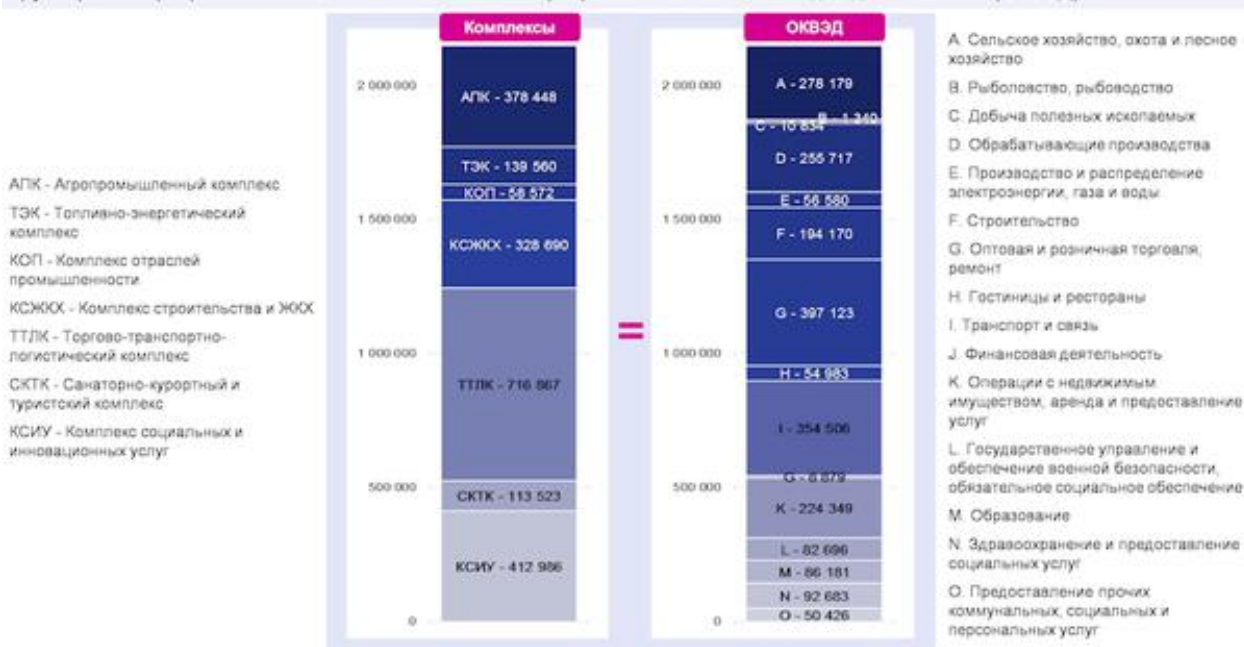 Комплексы
ОКВЭД
АПК - Агропромышленный комплекс
ТЭК - Топливно-энергетический
комплекс
КОП - Комплекс отраслей
промышленности
КСЖКХ - Комплекс строительства и ЖКХ
ТТЛК - Торгово-транспортно-
логистический комплекс
СКТК - Санаторно-курортный и
туристский комплекс
КСИУ - Комплекс социальных и
инновационных услуг
2 000 000
1 500 000
1 000 000
500 000
0
АПК - 378 448
ТЭК - 139 560
КОП - 58 572
КСЖКХ - 328 690
ТТЛК - 716 867
СКТК - 113 523
КСИУ - 412 986
=
2 000 000
1 500 000
1 000 000
500 000
0
A - 278 179
B - 1 340
C - 10 834
D - 255 717
E - 56 580
F - 194 170
G - 397 123
H - 54 983
I - 354 506
G - 8 879
K - 224 349
L - 82 696
M - 86 181
N - 92 683
O - 50 426
A. Сельское хозяйство, охота и лесное
хозяйство
B. Рыболовство, рыбоводство
C. Добыча полезных ископаемых
D. Обрабатывающие производства
E. Производство и распределение
электроэнергии, газа и воды
F. Строительство
G. Оптовая и розничная торговля;
ремонт
H. Гостиницы и рестораны
I. Транспорт и связь
J. Финансовая деятельность
K. Операции с недвижимым
имуществом, аренда и предоставление
услуг
L. Государственное управление и
обеспечение военной безопасности,
обязательное социальное обеспечение
M. Образование
N. Здравоохранение и предоставление
социальных услуг
O. Предоставление прочих
коммунальных, социальных и
персональных услуг